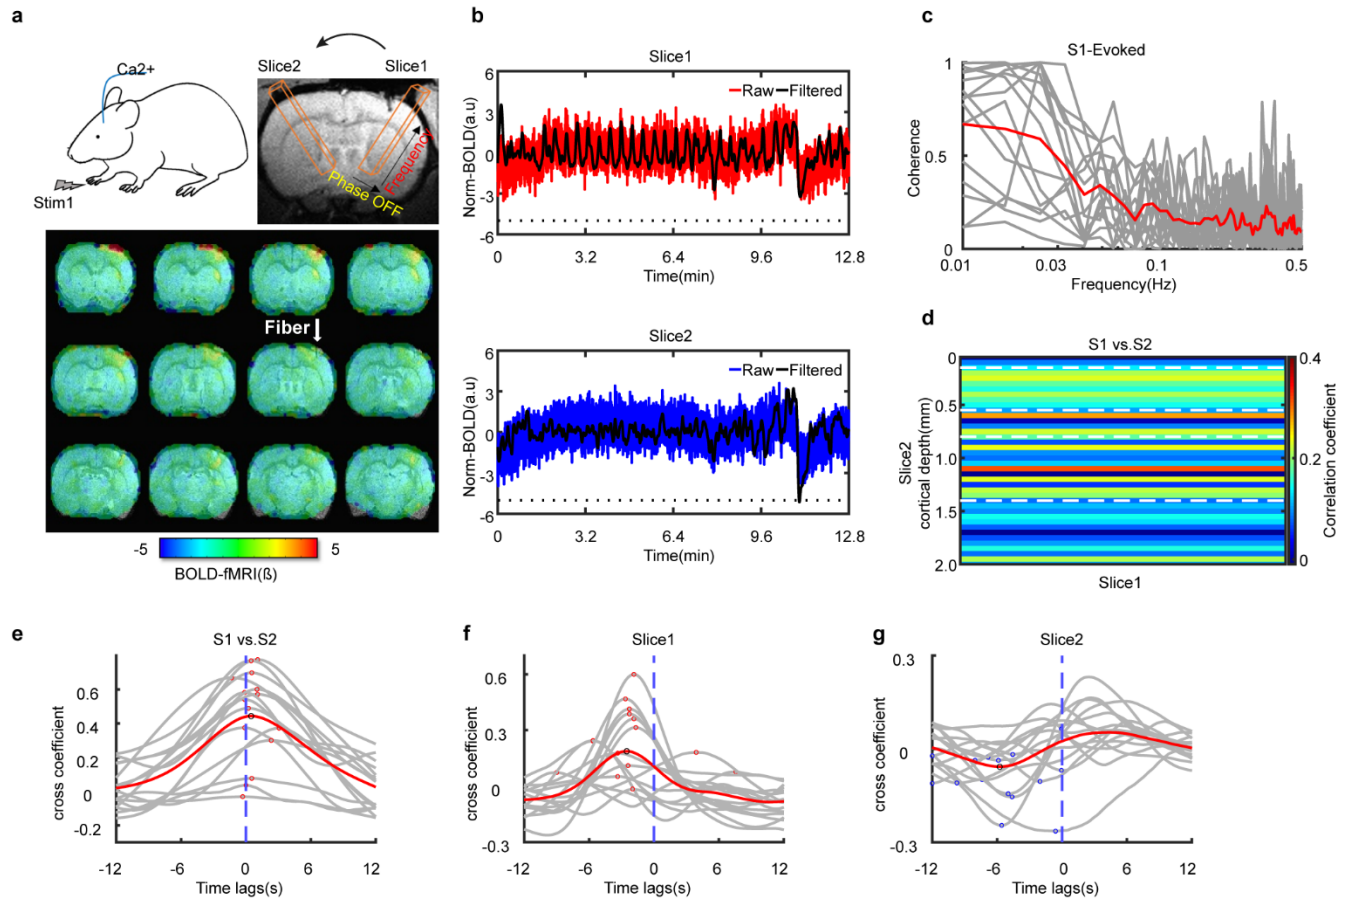 a
Ca2+
Stim1
Slice2
Slice1
Phase OFF
Frequency
Fiber
-5
5
BOLD-fMRI(ß)
b
Slice1
Raw
Filtered
Norm-BOLD(a.u)
6
3
0
-3
-6
0
3.2
6.4
9.6
12.8
Time(min)
Slice2
Raw
Filtered
Norm-BOLD(a.u)
6
3
0
-3
-6
0
3.2
6.4
9.6
12.8
Time(min)
c
S1-Evoked
Coherence
1
0.5
0
0.01
0.03
0.1
0.5
Frequency(Hz)
d
S1 vs.S2
Slice2
cortical depth(mm)
0
0.5
1.0
1.5
2.0
Slice1
0.4
0.2
0
Correlation coefficient
e
S1 vs.S2
cross coefficient
0.6
0.4
0
-0.2
-12
-6
0
6
12
Time lags(s)
f
Slice1
cross coefficient
0.6
0.3
0
-0.3
-12
-6
0
6
12
Time lags(s)
g
Slice2
cross coefficient
0.3
0
-0.3
-12
-6
0
6
12
Time lags(s)